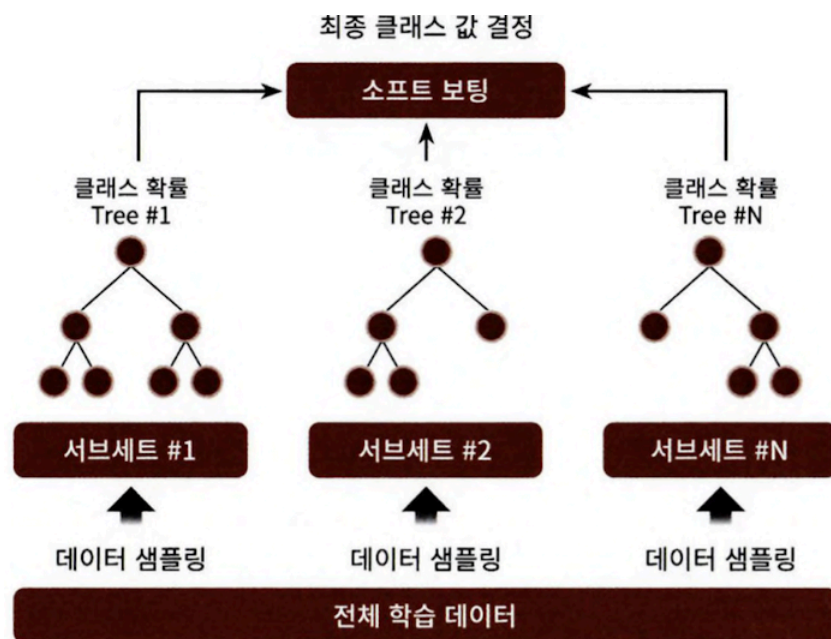 최종 클래스 값 결정
소프트 보팅
클래스 확률
Tree #1
클래스 확률
Tree #2
클래스 확률
Tree #N
서브세트 #1
서브세트 #2
서브세트 #N
데이터 샘플링
데이터 샘플링
데이터 샘플링
전체 학습 데이터